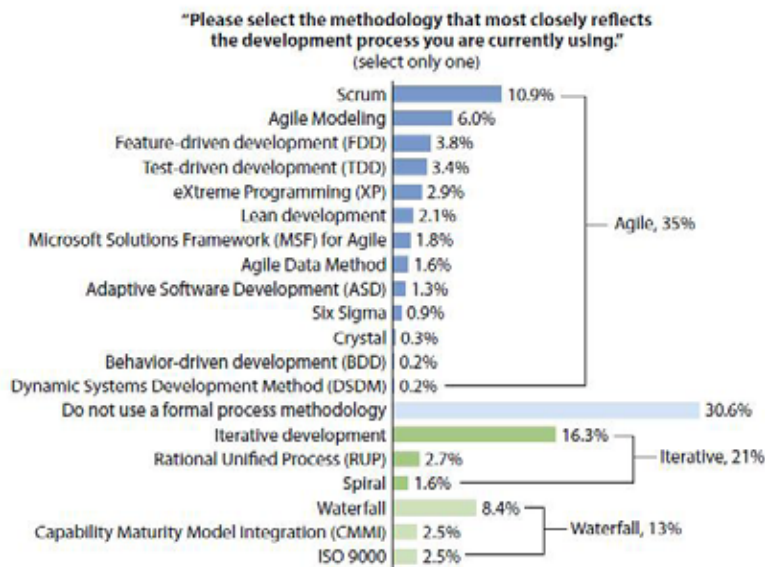 "Please select the methodology that most closely reflects
the development process you are currently using."
(select only one)
Scrum 10.9%
Agile Modeling 6.0%
Feature-driven development (FDD) 3.8%
Test-driven development (TDD) 3.4%
eXtreme Programming (XP) 2.9%
Lean development 2.1%
Microsoft Solutions Framework (MSF) for Agile 1.8%
Agile Data Method 1.6%
Adaptive Software Development (ASD) 1.3%
Six Sigma 0.9%
Crystal 0.3%
Behavior-driven development (BDD) 0.2%
Dynamic Systems Development Method (DSDM) 0.2%
Agile, 35%
Do not use a formal process methodology 30.6%
Iterative development 16.3%
Rational Unified Process (RUP) 2.7%
Spiral 1.6%
Iterative, 21%
Waterfall 8.4%
Capability Maturity Model Integration (CMMI) 2.5%
ISO 9000 2.5%
Waterfall, 13%